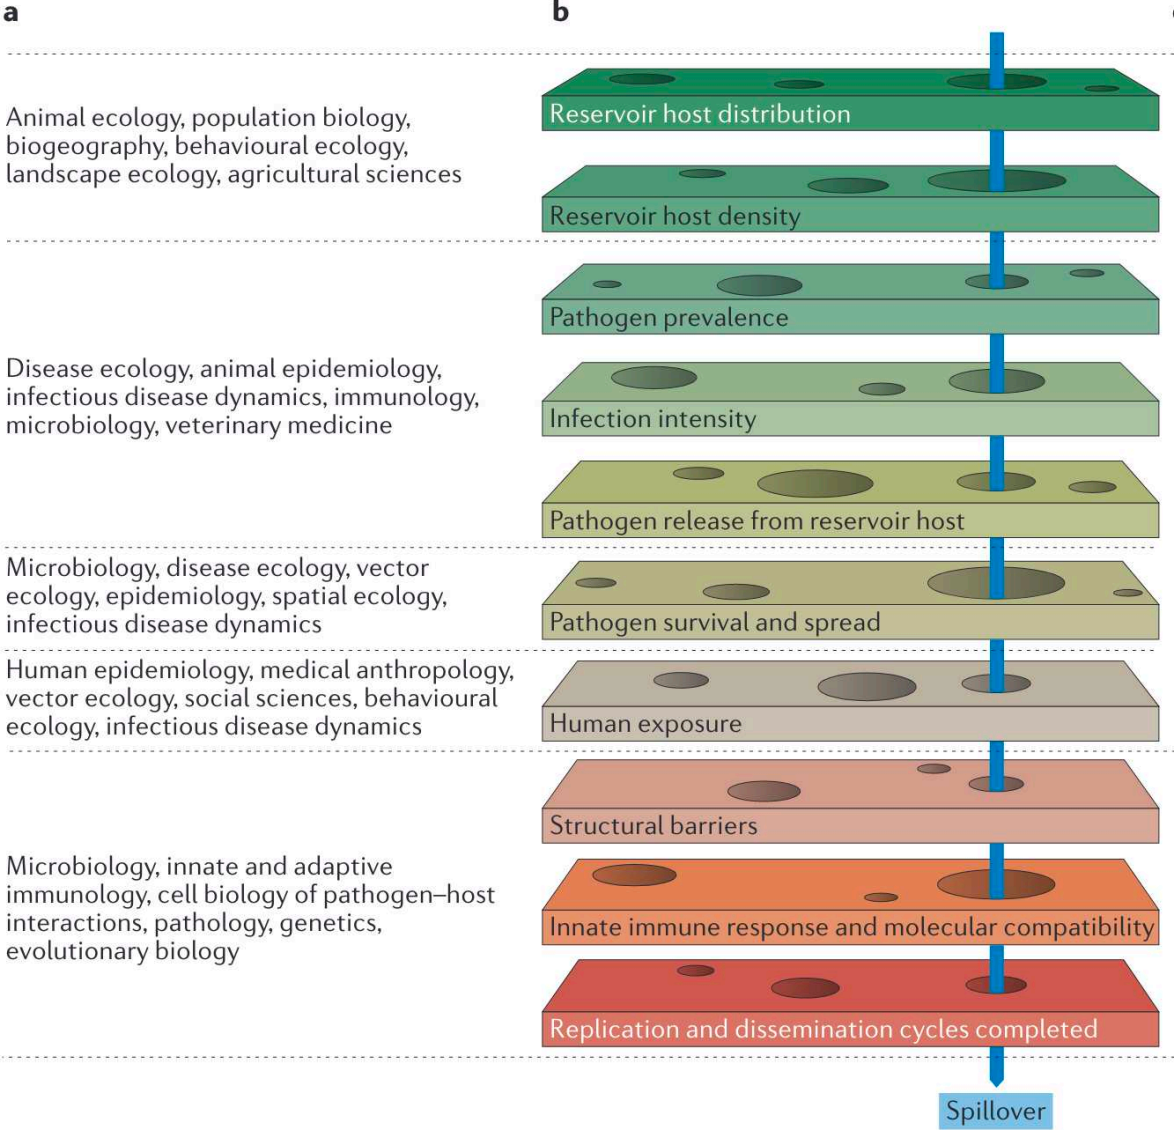 a
b
Animal ecology, population biology,
biogeography, behavioural ecology,
landscape ecology, agricultural sciences
Reservoir host distribution
Reservoir host density
Disease ecology, animal epidemiology,
infectious disease dynamics, immunology,
microbiology, veterinary medicine
Pathogen prevalence
Infection intensity
Pathogen release from reservoir host
Microbiology, disease ecology, vector
ecology, epidemiology, spatial ecology,
infectious disease dynamics
Pathogen survival and spread
Human epidemiology, medical anthropology,
vector ecology, social sciences, behavioural
ecology, infectious disease dynamics
Human exposure
Microbiology, innate and adaptive
immunology, cell biology of pathogen–host
interactions, pathology, genetics,
evolutionary biology
Structural barriers
Innate immune response and molecular compatibility
Replication and dissemination cycles completed
Spillover